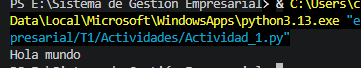 PS E:\Sistema de Gestión Empresarial> & C:\Users\c
Data\Local\Microsoft\WindowsApps\python3.13.exe "e
presarial/T1/Actividades/Actividad_1.py"
Hola mundo